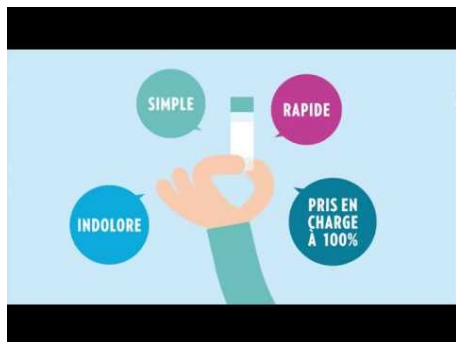 SIMPLE
RAPIDE
INDOLORE
PRIS EN
CHARGE
À 100%